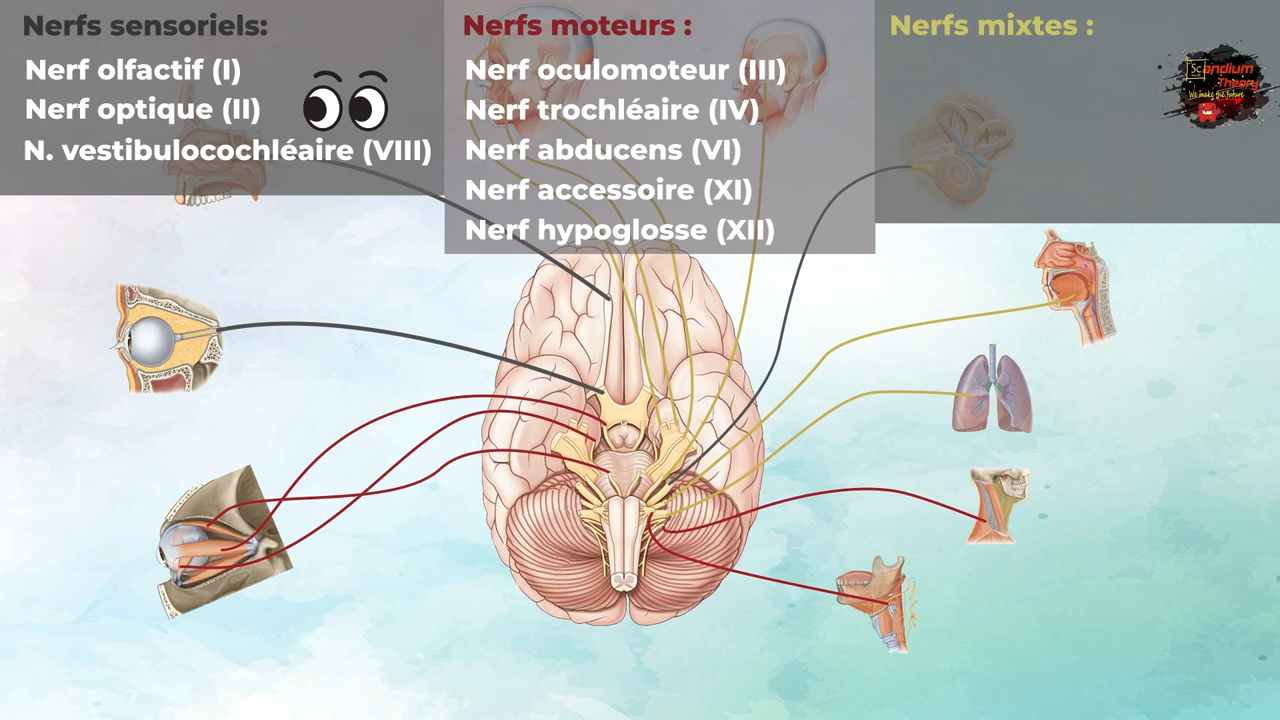 Nerfs sensoriels:
Nerf olfactif (I)
Nerf optique (II)
N. vestibulocochléaire (VIII)
Nerfs moteurs :
Nerf oculomoteur (III)
Nerf trochléaire (IV)
Nerf abducens (VI)
Nerf accessoire (XI)
Nerf hypoglosse (XII)
Nerfs mixtes :
Scandium
Theory
We make the future